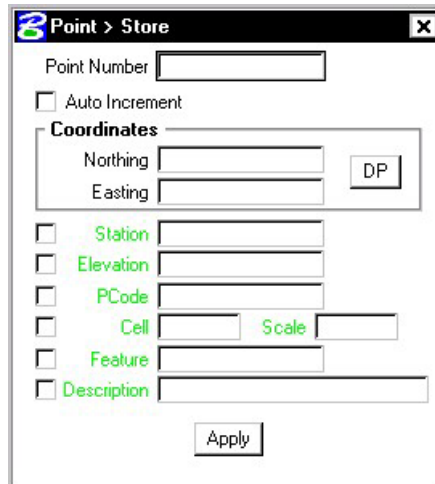 Point > Store
Point Number
Auto Increment
Coordinates
Northing
DP
Easting
Station
Elevation
PCode
Cell Scale
Feature
Description
Apply